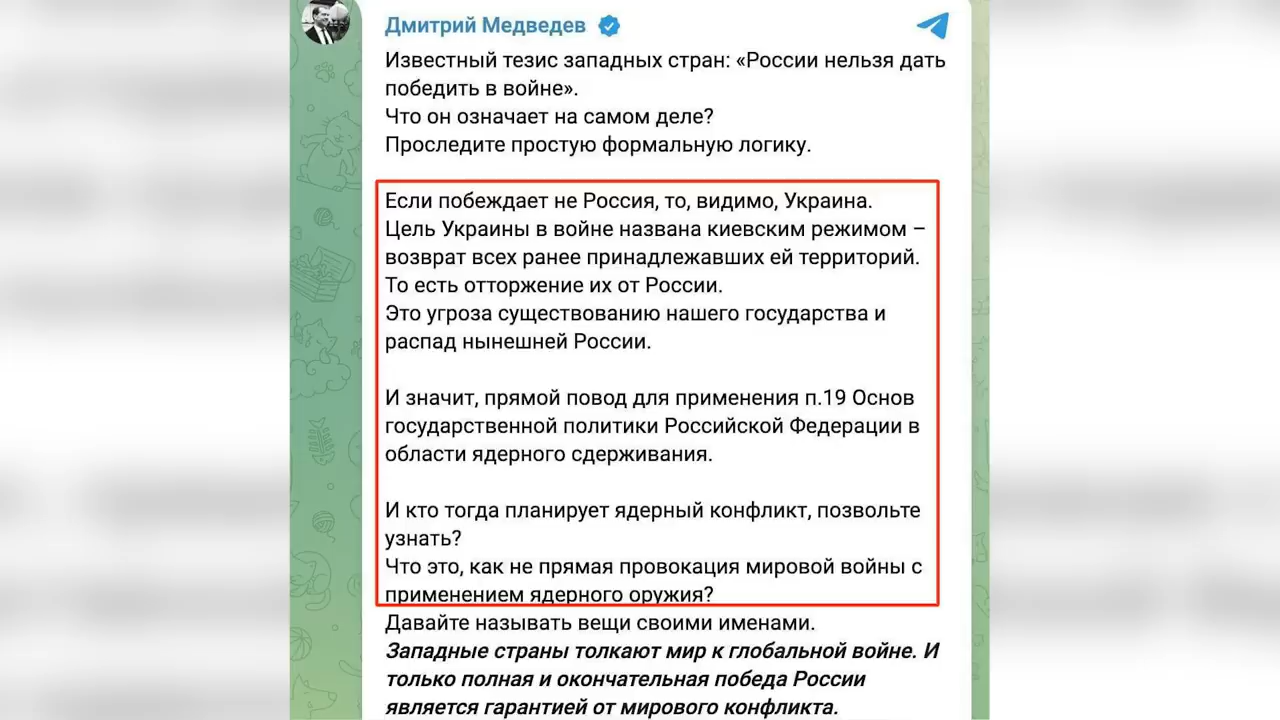 Дмитрий Медведев
Известный тезис западных стран: «России нельзя дать
победить в войне».
Что он означает на самом деле?
Проследите простую формальную логику.
Если побеждает не Россия, то, видимо, Украина.
Цель Украины в войне названа киевским режимом –
возврат всех ранее принадлежавших ей территорий.
То есть отторжение их от России.
Это угроза существованию нашего государства и
распад нынешней России.
И значит, прямой повод для применения п.19 Основ
государственной политики Российской Федерации в
области ядерного сдерживания.
И кто тогда планирует ядерный конфликт, позвольте
узнать?
Что это, как не прямая провокация мировой войны с
применением ядерного оружия?
Давайте называть вещи своими именами.
Западные страны толкают мир к глобальной войне. И
только полная и окончательная победа России
является гарантией от мирового конфликта.